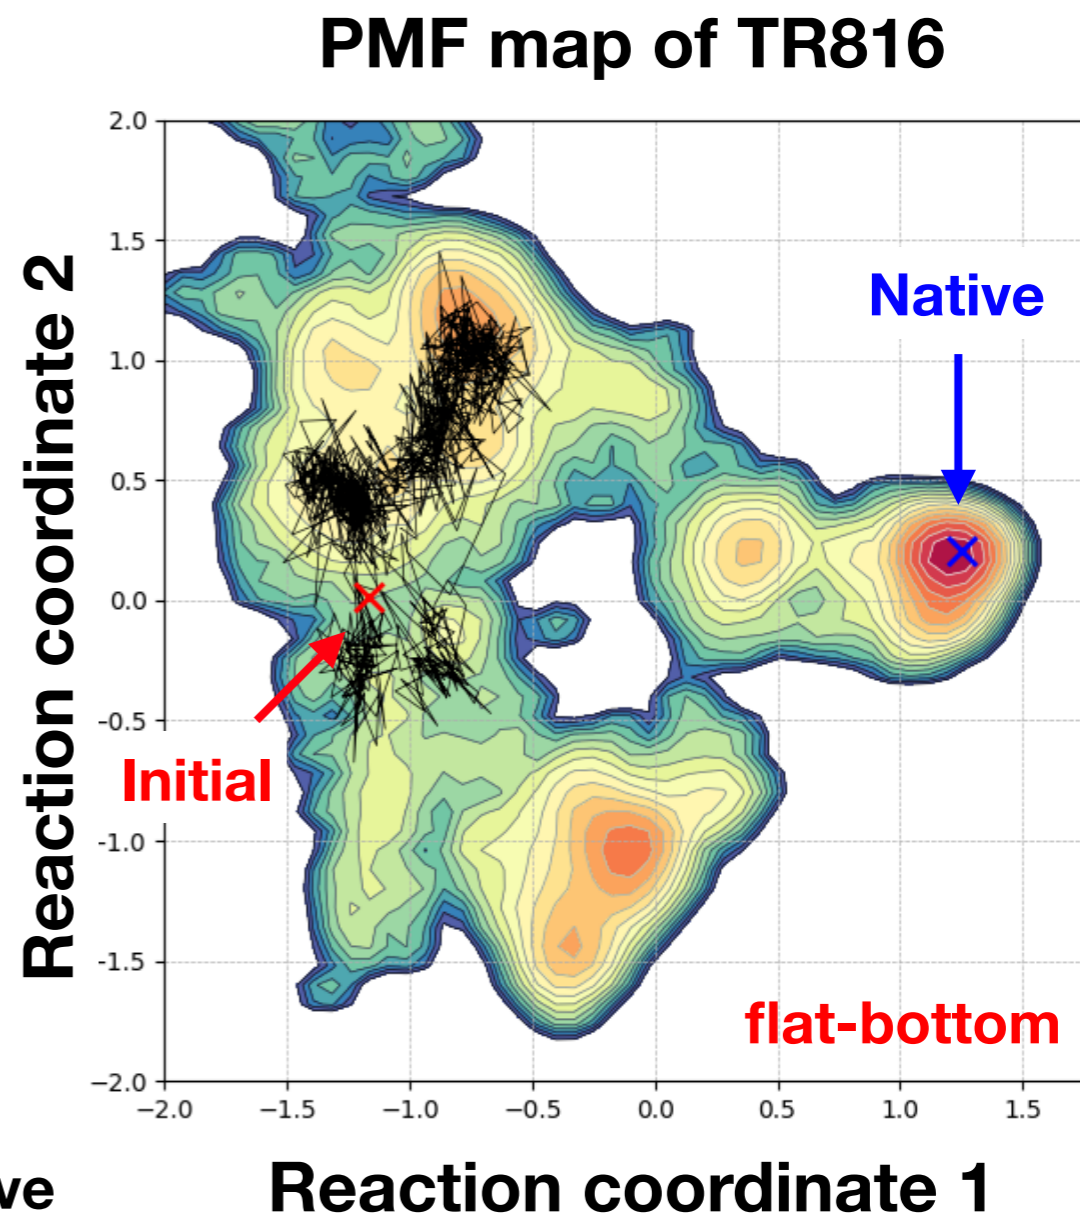 PMF map of TR816
Reaction coordinate 2
2.0
1.5
1.0
0.5
0.0
-0.5
-1.0
-1.5
−2.0
Native
Initial
flat-bottom
−2.0 −1.5 −1.0 −0.5 0.0 0.5 1.0 1.5
ve
Reaction coordinate 1